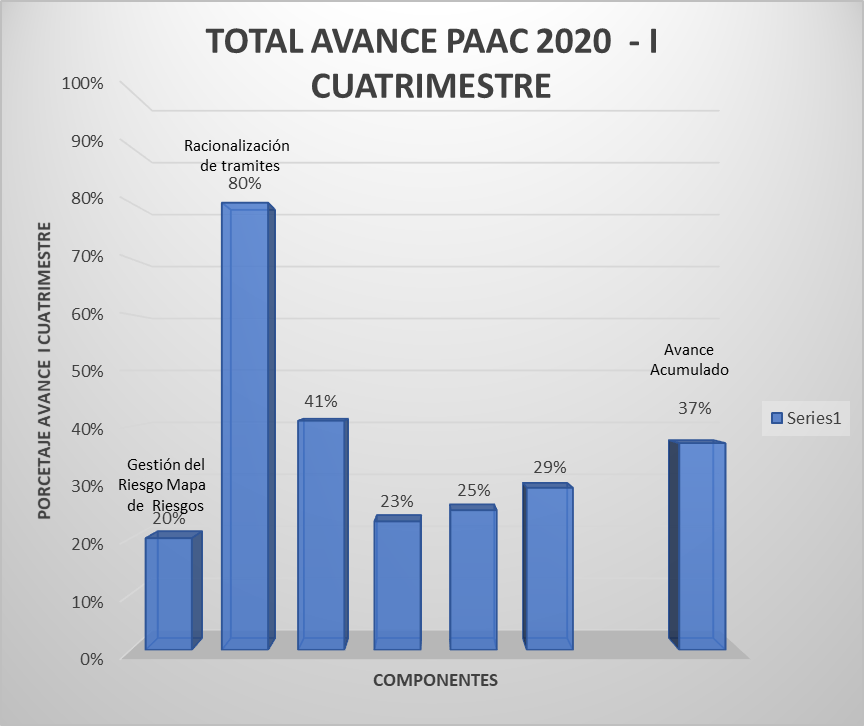 TOTAL AVANCE PAAC 2020 - I
CUATRIMESTRE
100%
90%
80%
70%
60%
50%
40%
30%
20%
10%
0%
PORCETAJE AVANCE I CUATRIMESTRE
Gestión del
Riesgo Mapa
de Riesgos
20%
Racionalización
de tramites
80%
41%
23%
25%
29%
Avance
Acumulado
37%
Series1
COMPONENTES